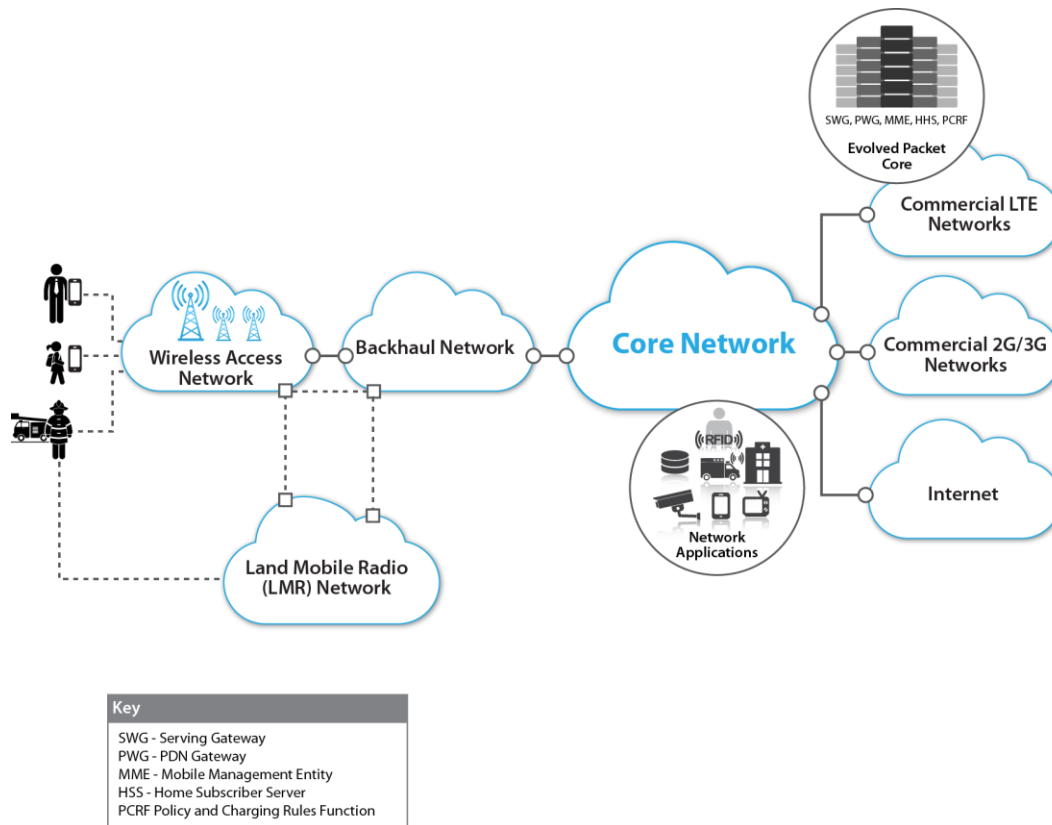 SWG, PWG, MME, HHS, PCRF
Evolved Packet
Core
Commercial LTE
Networks
Wireless Access
Network
Backhaul Network
Core Network
Commercial 2G/3G
Networks
RFID
Network
Applications
Internet
Land Mobile Radio
(LMR) Network
Key
SWG - Serving Gateway
PWG - PDN Gateway
MME - Mobile Management Entity
HSS - Home Subscriber Server
PCRF Policy and Charging Rules Function